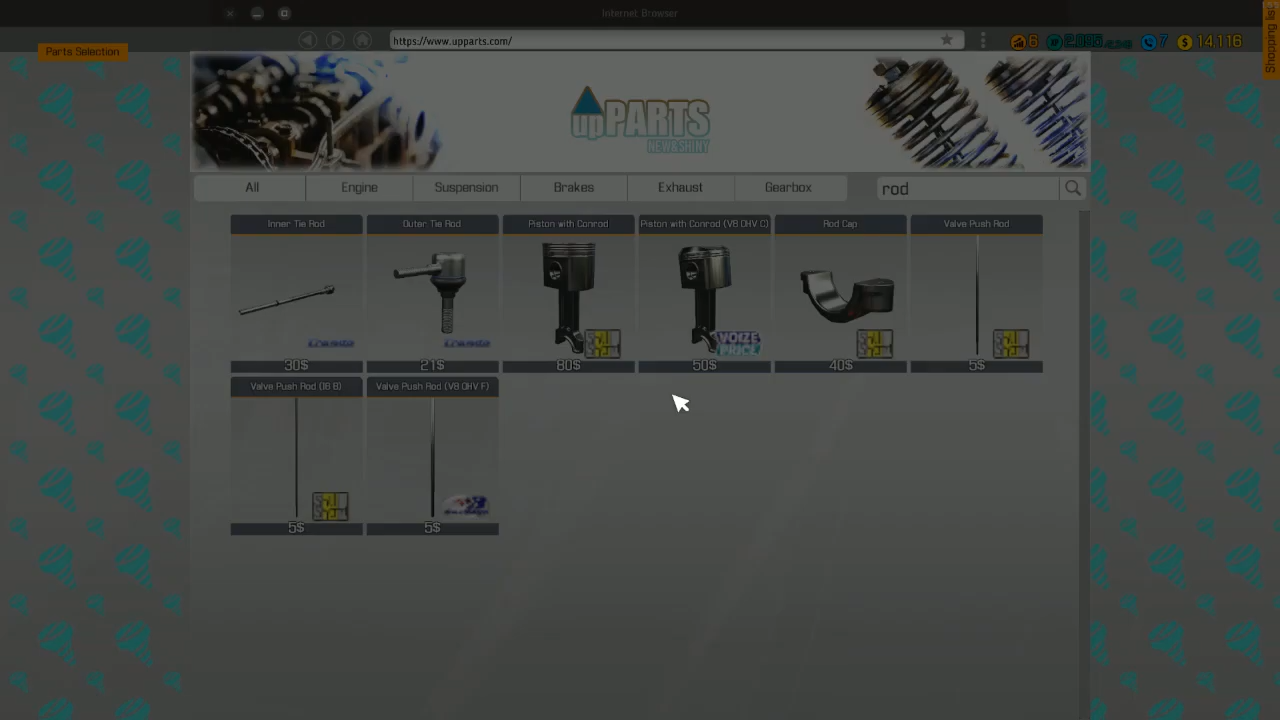 Internet Browser
Parts Selection
https://www.upparts.com/
6
7
14,116
Shopping list
upPARTS
NEW&SHINY
All
Engine
Suspension
Brakes
Exhaust
Gearbox
rod
Inner Tie Rod
Outer Tie Rod
Piston with Conrod
Piston with Conrod (V8 OHV C)
Rod Cap
Valve Push Rod
VOIZE
PRICE
30$
21$
80$
50$
40$
5$
Valve Push Rod (I8 B)
Valve Push Rod (V8 OHV F)
5$
5$